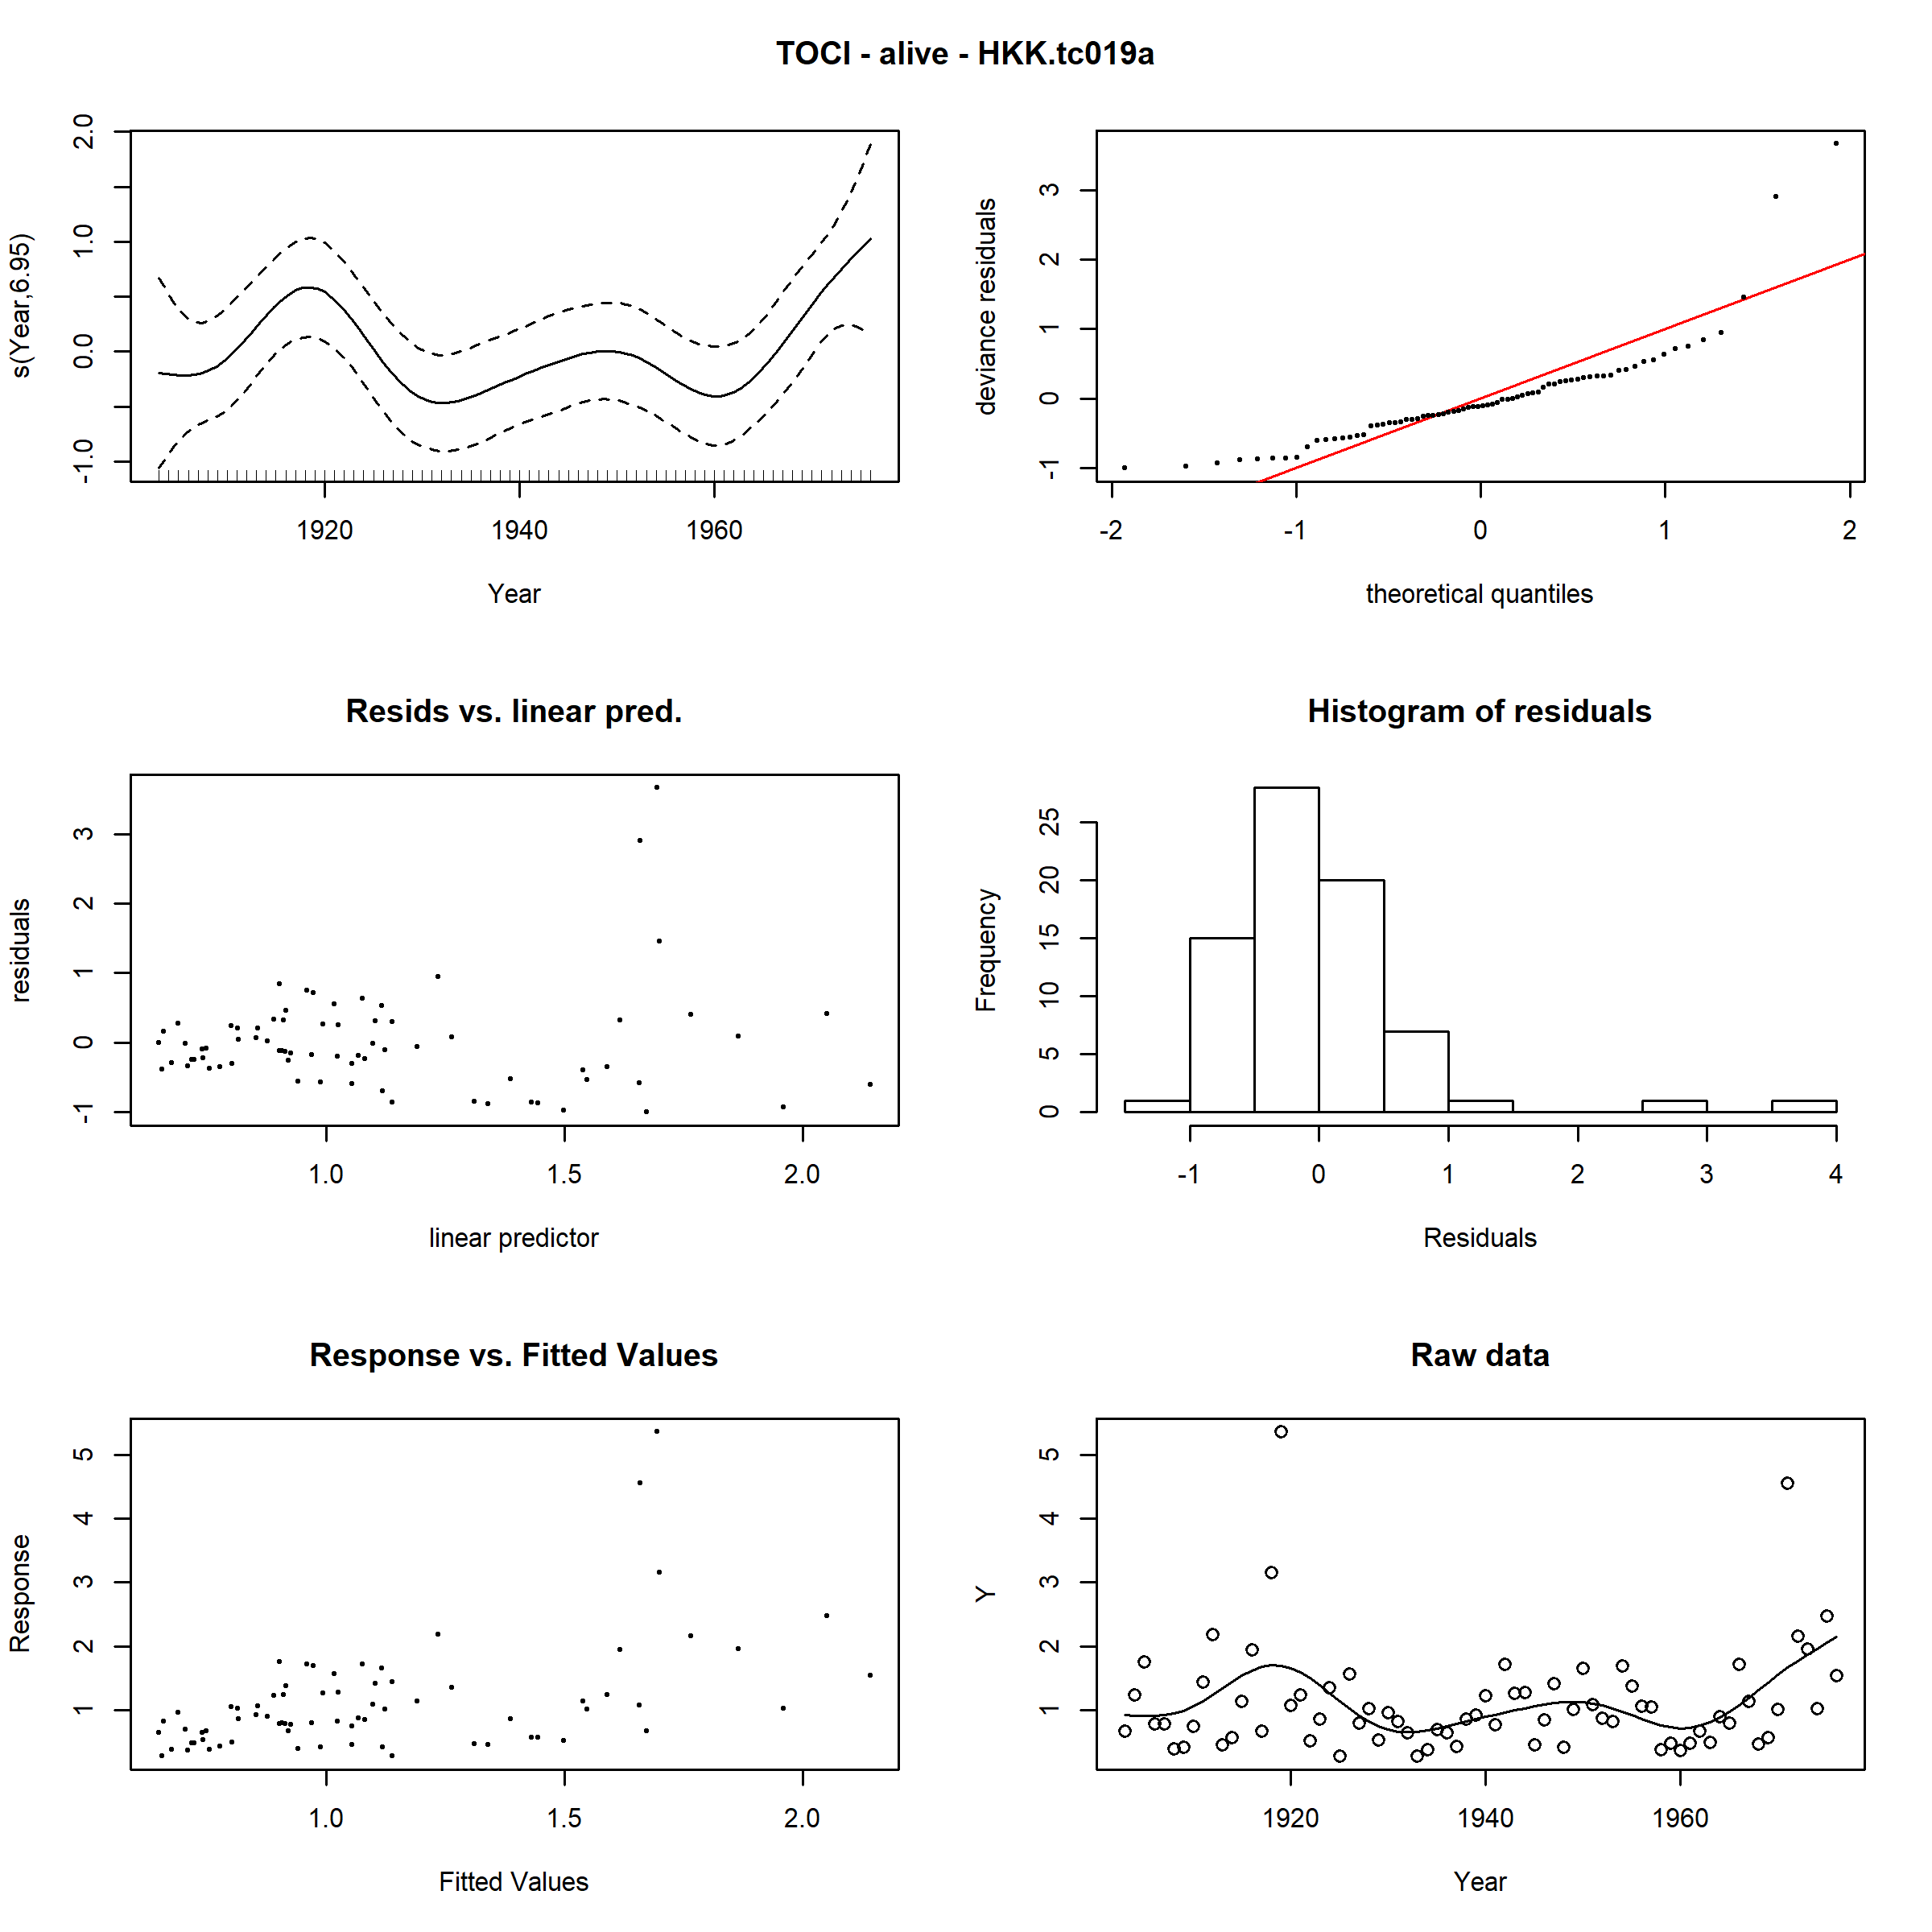 TOCI - alive - HKK.tc019a
s(Year,6.95)
-1.0 0.0 1.0 2.0
1920 1940 1960
Year
deviance residuals
-1 0 1 2 3
-2 -1 0 1 2
theoretical quantiles
Resids vs. linear pred.
residuals
-1 0 1 2 3
1.0 1.5 2.0
linear predictor
Histogram of residuals
Frequency
0 5 10 15 20 25
-1 0 1 2 3 4
Residuals
Response vs. Fitted Values
Response
1 2 3 4 5
1.0 1.5 2.0
Fitted Values
Raw data
Y
1 2 3 4 5
1920 1940 1960
Year